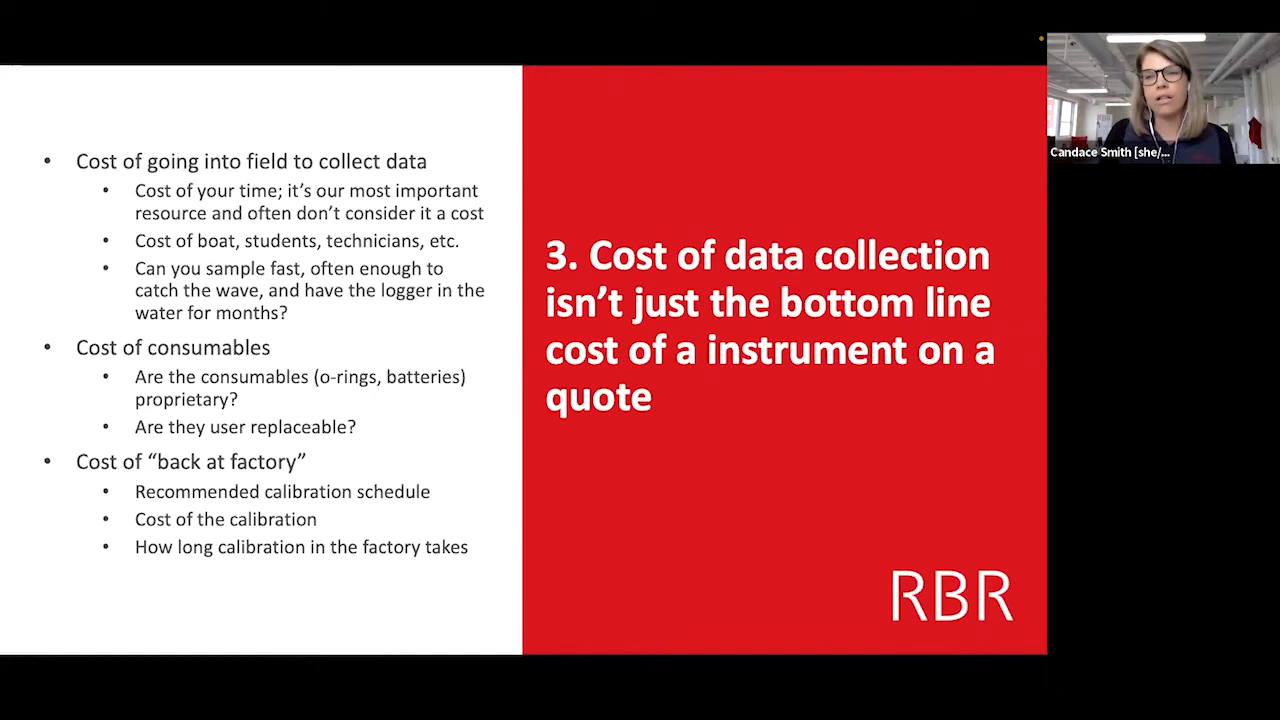 • Cost of going into field to collect data
• Cost of your time; it's our most important
resource and often don't consider it a cost
• Cost of boat, students, technicians, etc.
• Can you sample fast, often enough to
catch the wave, and have the logger in the
water for months?
• Cost of consumables
• Are the consumables (o-rings, batteries)
proprietary?
• Are they user replaceable?
• Cost of “back at factory”
• Recommended calibration schedule
• Cost of the calibration
• How long calibration in the factory takes
3. Cost of data collection
isn't just the bottom line
cost of a instrument on a
quote
RBR
Candace Smith [she/...